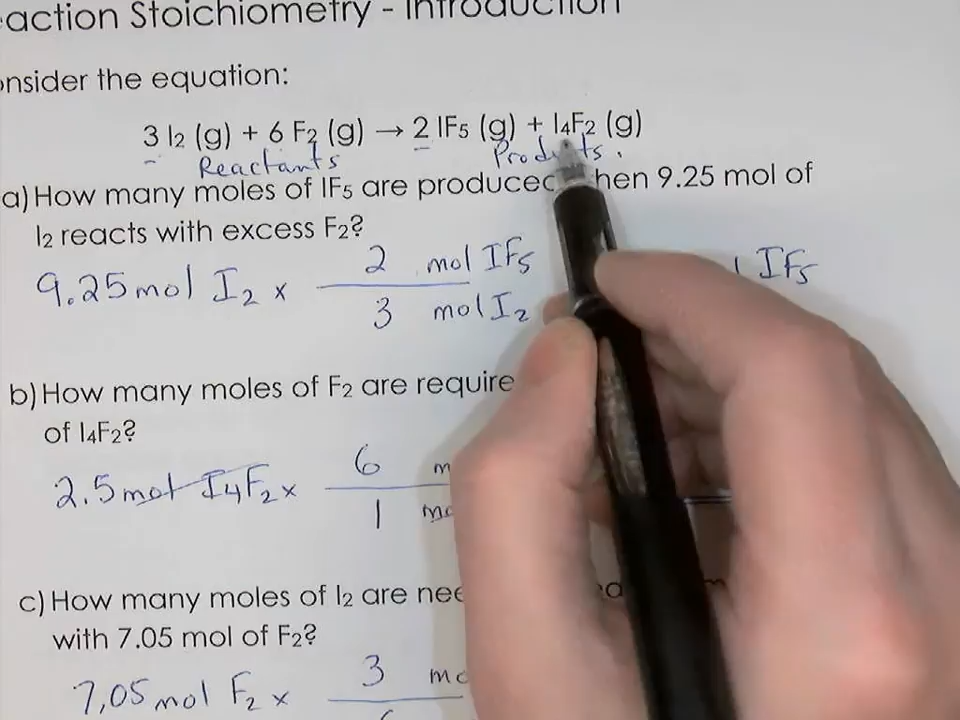 action Stoichiometry - Introduction
onsider the equation:
3 I2 (g) + 6 F2 (g) → 2 IF5 (g) + I4F2 (g)
Reactants Products.
a) How many moles of IF5 are produced when 9.25 mol of
I2 reacts with excess F2?
9.25 mol I2 x 2 mol IF5 IF5
3 mol I2
b) How many moles of F2 are require
of I4F2?
2.5 mol I4F2 x 6
1
c) How many moles of I2 are nee
with 7.05 mol of F2?
7,05 mol F2 x 3